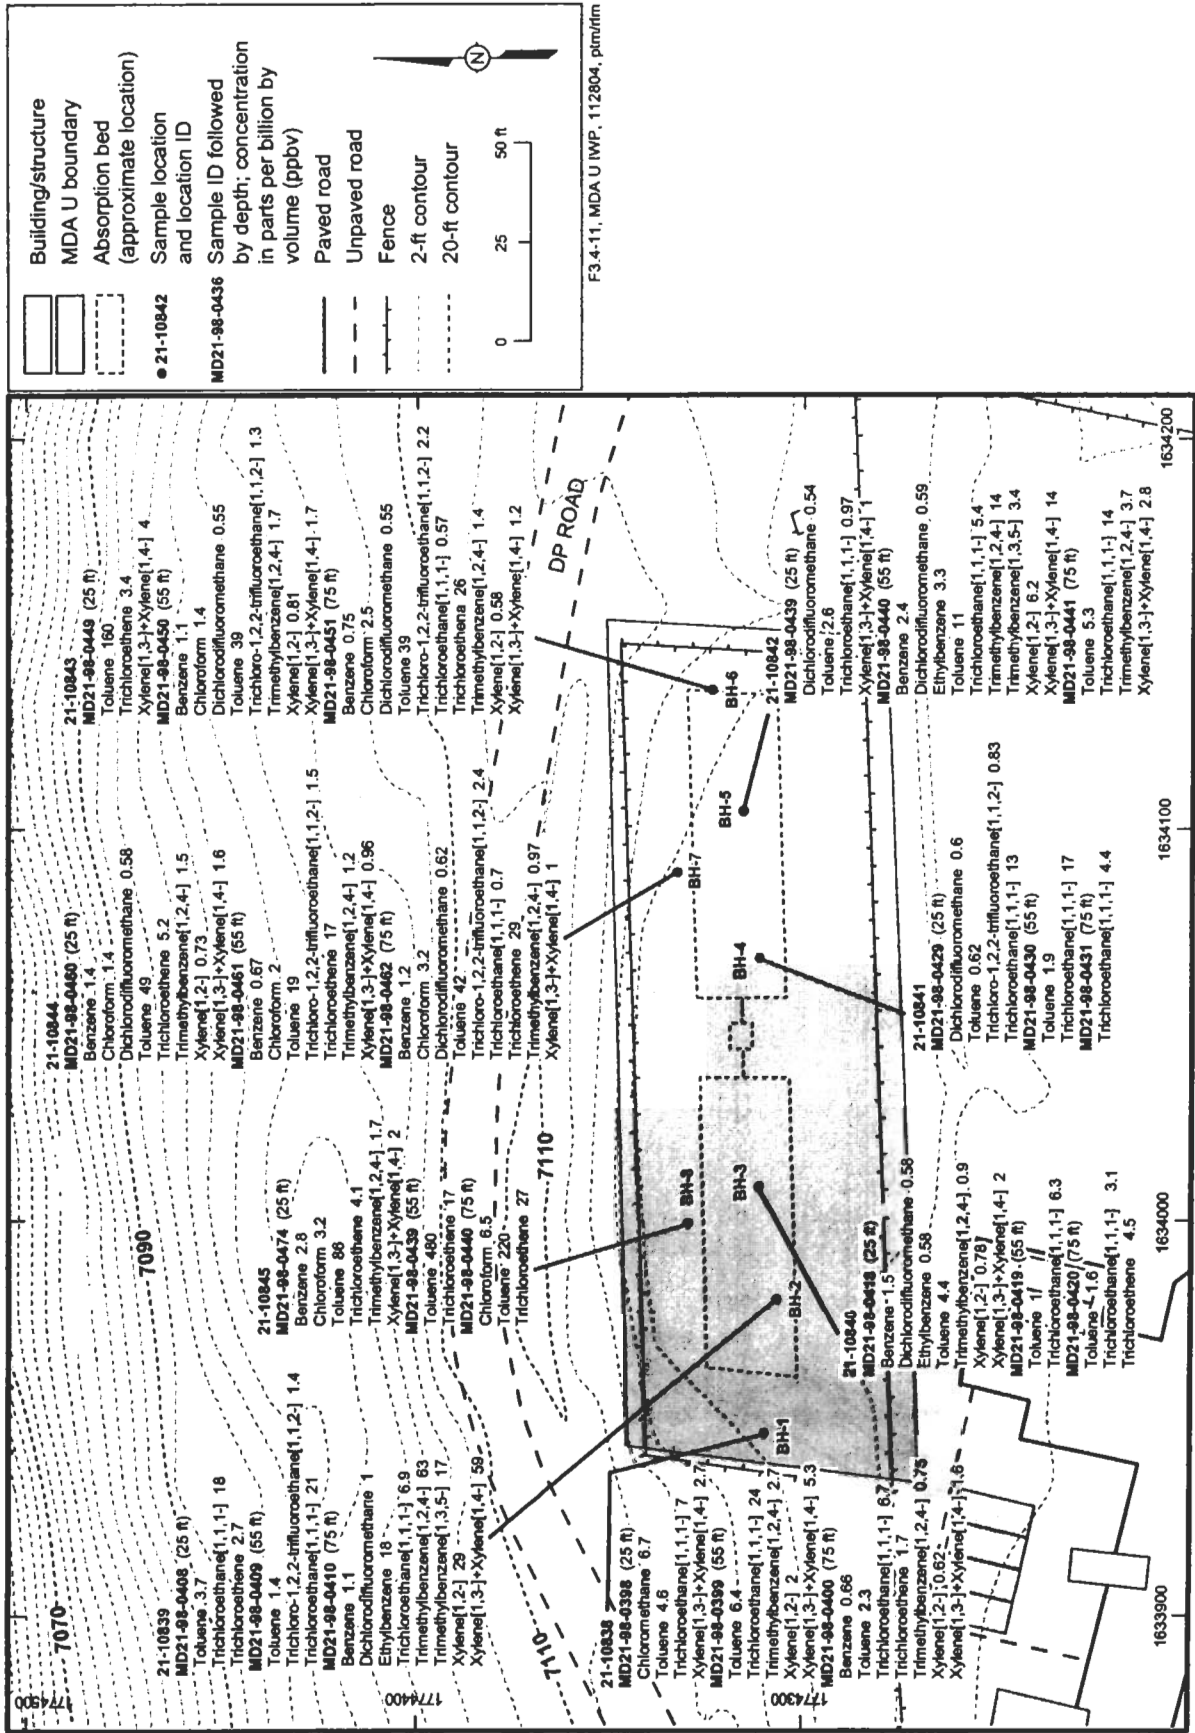 Building/structure
MDA U boundary
Absorption bed
(approximate location)
● 21-10842 Sample location
and location ID
MD21-98-0436 Sample ID followed
by depth; concentration
in parts per billion by
volume (ppbv)
Paved road
Unpaved road
Fence
2-ft contour
20-ft contour
0 25 50 ft
N
F3.4-11, MDA U IWP, 112804, ptm/rlm
21-10843
MD21-98-0449 (25 ft)
Toluene 160
Trichloroethene 3.4
Xylene[1,3-]+Xylene[1,4-] 4
MD21-98-0450 (55 ft)
Benzene 1.1
Chloroform 1.4
Dichlorodifluoromethane 0.55
Toluene 39
Trichloro-1,2,2-trifluoroethane[1,1,2-] 1.3
Trimethylbenzene[1,2,4-] 1.7
Xylene[1,2-] 0.81
Xylene[1,3-]+Xylene[1,4-] 1.7
MD21-98-0451 (75 ft)
Benzene 0.75
Chloroform 2.5
Dichlorodifluoromethane 0.55
Toluene 39
Trichloro-1,2,2-trifluoroethane[1,1,2-] 2.2
Trichloroethane[1,1,1-] 0.57
Trichloroethena 26
Trimethylbenzene[1,2,4-] 1.4
Xylene[1,2-] 0.58
Xylene[1,3-]+Xylene[1,4-] 1.2
21-10844
MD21-98-0460 (25 ft)
Benzene 1.4
Chloroform 1.4
Dichlorodifluoromethane 0.58
Toluene 49
Trichloroethene 5.2
Trimethylbenzene[1,2,4-] 1.5
Xylene[1,2-] 0.73
Xylene[1,3-]+Xylene[1,4-] 1.6
MD21-98-0461 (55 ft)
Benzene 0.67
Chloroform 2
Toluene 19
Trichloro-1,2,2-trifluoroethane[1,1,2-] 1.5
Trichloroethene 17
Trimethylbenzene[1,2,4-] 1.2
Xylene[1,3-]+Xylene[1,4-] 0.96
MD21-98-0462 (75 ft)
Benzene 1.2
Chloroform 3.2
Dichlorodifluoromethane 0.62
Toluene 42
Trichloro-1,2,2-trifluoroethane[1,1,2-] 2.4
Trichloroethane[1,1,1-] 0.7
Trichloroethene 29
Trimethylbenzene[1,2,4-] 0.97
Xylene[1,3-]+Xylene[1,4-] 1
21-10845
MD21-98-0474 (25 ft)
Benzene 2.8
Chloroform 3.2
Toluene 88
Trichloroethene 4.1
Trimethylbenzene[1,2,4-] 1.7
Xylene[1,3-]+Xylene[1,4-] 2
MD21-98-0439 (55 ft)
Toluene 480
Trichloroethene 17
MD21-98-0440 (75 ft)
Chloroform 6.5
Toluene 220
Trichloroethene 27
21-10839
MD21-98-0408 (25 ft)
Toluene 3.7
Trichloroethane[1,1,1-] 18
Trichloroethene 2.7
MD21-98-0409 (55 ft)
Toluene 1.4
Trichloro-1,2,2-trifluoroethane[1,1,2-] 1.4
Trichloroethane[1,1,1-] 21
MD21-98-0410 (75 ft)
Benzene 1.1
Dichlorodifluoromethane 1
Ethylbenzene 18
Trichloroethane[1,1,1-] 6.9
Trimethylbenzene[1,2,4-] 63
Trimethylbenzene[1,3,5-] 17
Xylene[1,2-] 29
Xylene[1,3-]+Xylene[1,4-] 59
7070
7090
7110
7110
DP ROAD
BH-1
BH-2
BH-3
BH-4
BH-5
BH-6
BH-7
BH-8
21-10838
MD21-98-0398 (25 ft)
Chloromethane 6.7
Toluene 4.6
Trichloroethane[1,1,1-] 7
Xylene[1,3-]+Xylene[1,4-] 2.7
MD21-98-0399 (55 ft)
Toluene 6.4
Trichloroethane[1,1,1-] 24
Trimethylbenzene[1,2,4-] 2.7
Xylene[1,2-] 2
Xylene[1,3-]+Xylene[1,4-] 5.3
MD21-98-0400 (75 ft)
Benzene 0.66
Toluene 2.3
Trichloroethane[1,1,1-] 6.7
Trichloroethene 1.7
Trimethylbenzene[1,2,4-] 0.75
Xylene[1,2-] 0.62
Xylene[1,3-]+Xylene[1,4-] 1.6
21-10840
MD21-98-0418 (25 ft)
Benzene 1.5
Dichlorodifluoromethane 0.58
Ethylbenzene 0.58
Toluene 4.4
Trimethylbenzene[1,2,4-] 0.9
Xylene[1,2-] 0.78
Xylene[1,3-]+Xylene[1,4-] 2
MD21-98-0419 (55 ft)
Toluene 1
Trichloroethane[1,1,1-] 6.3
MD21-98-0420 (75 ft)
Toluene 1.6
Trichloroethane[1,1,1-] 3.1
Trichloroethene 4.5
21-10841
MD21-98-0429 (25 ft)
Dichlorodifluoromethane 0.6
Toluene 0.62
Trichloro-1,2,2-trifluoroethane[1,1,2-] 0.83
Trichloroethane[1,1,1-] 13
MD21-98-0430 (55 ft)
Toluene 1.9
Trichloroethane[1,1,1-] 17
MD21-98-0431 (75 ft)
Trichloroethane[1,1,1-] 4.4
21-10842
MD21-98-0439 (25 ft)
Dichlorodifluoromethane 0.54
Toluene 2.6
Trichloroethane[1,1,1-] 0.97
Xylene[1,3-]+Xylene[1,4-] 1
MD21-98-0440 (55 ft)
Benzene 2.4
Dichlorodifluoromethane 0.59
Ethylbenzene 3.3
Toluene 11
Trichloroethane[1,1,1-] 5.4
Trimethylbenzene[1,2,4-] 14
Trimethylbenzene[1,3,5-] 3.4
Xylene[1,2-] 6.2
Xylene[1,3-]+Xylene[1,4-] 14
MD21-98-0441 (75 ft)
Toluene 5.3
Trichloroethane[1,1,1-] 14
Trimethylbenzene[1,2,4-] 3.7
Xylene[1,3-]+Xylene[1,4-] 2.8
1774400
1774300
1633900
1634000
1634100
1634200